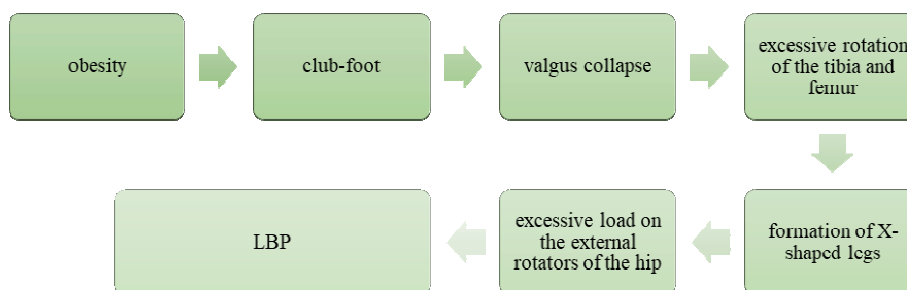 obesity
club-foot
valgus collapse
excessive rotation
of the tibia and
femur
formation of X-
shaped legs
excessive load on
the external
rotators of the hip
LBP